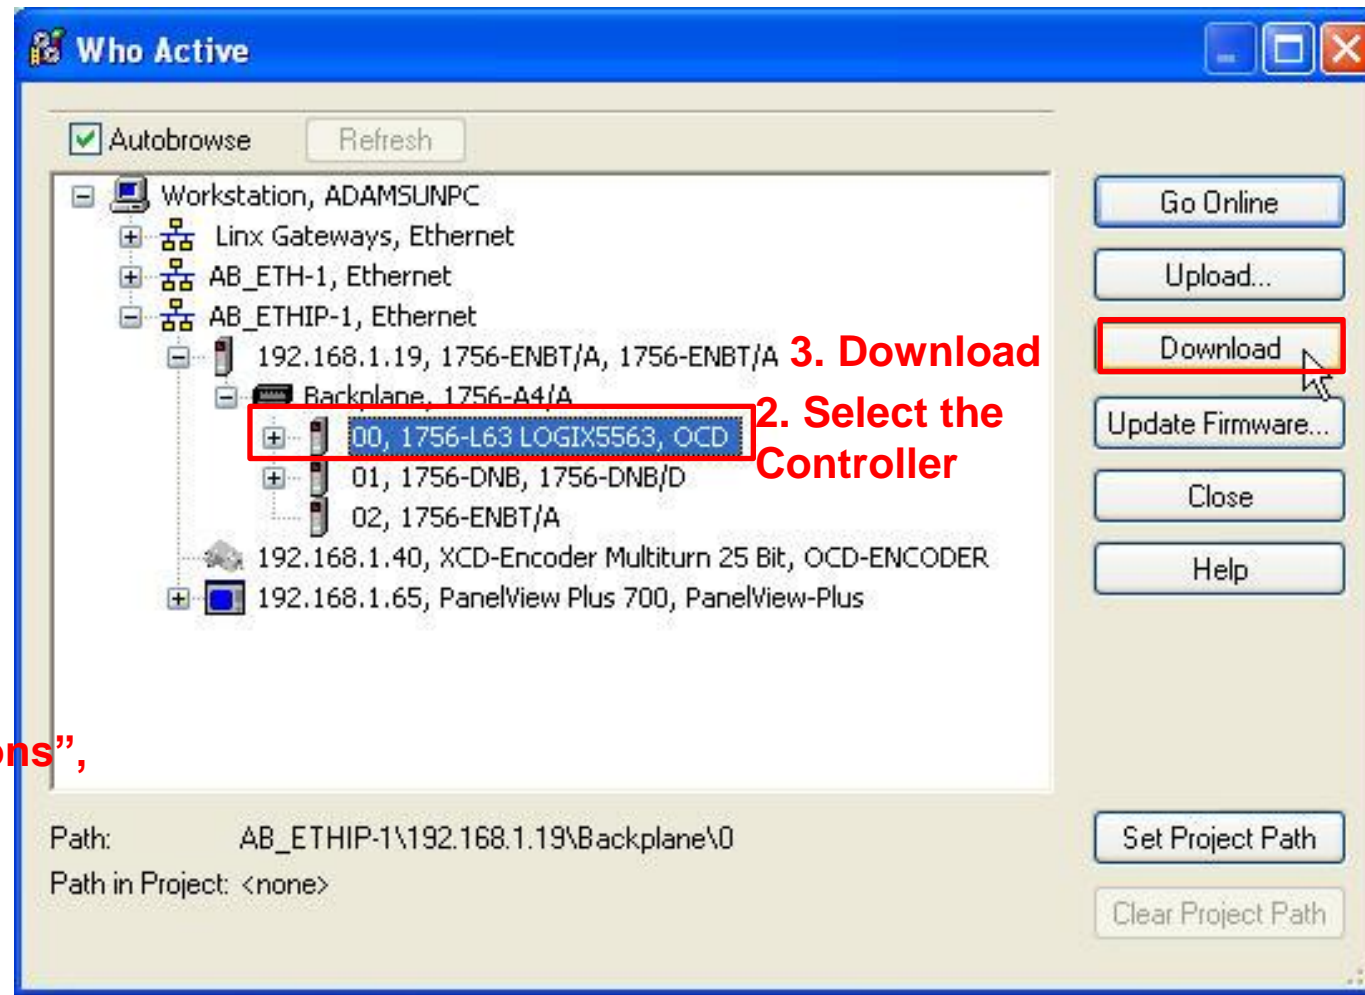 Who Active
Autobrowse
Refresh
Workstation, ADAMSUNPC
Linx Gateways, Ethernet
AB_ETH-1, Ethernet
AB_ETHIP-1, Ethernet
192.168.1.19, 1756-ENBT/A, 1756-ENBT/A
3. Download
Backplane, 1756-A4/A
00, 1756-L63 LOGIX5563, OCD
2. Select the
Controller
01, 1756-DNB, 1756-DNB/D
02, 1756-ENBT/A
192.168.1.40, XCD-Encoder Multiturn 25 Bit, OCD-ENCODER
192.168.1.65, PanelView Plus 700, PanelView-Plus
Go Online
Upload...
Download
Update Firmware...
Close
Help
ons”,
Path: AB_ETHIP-1\192.168.1.19\Backplane\0
Path in Project: <none>
Set Project Path
Clear Project Path